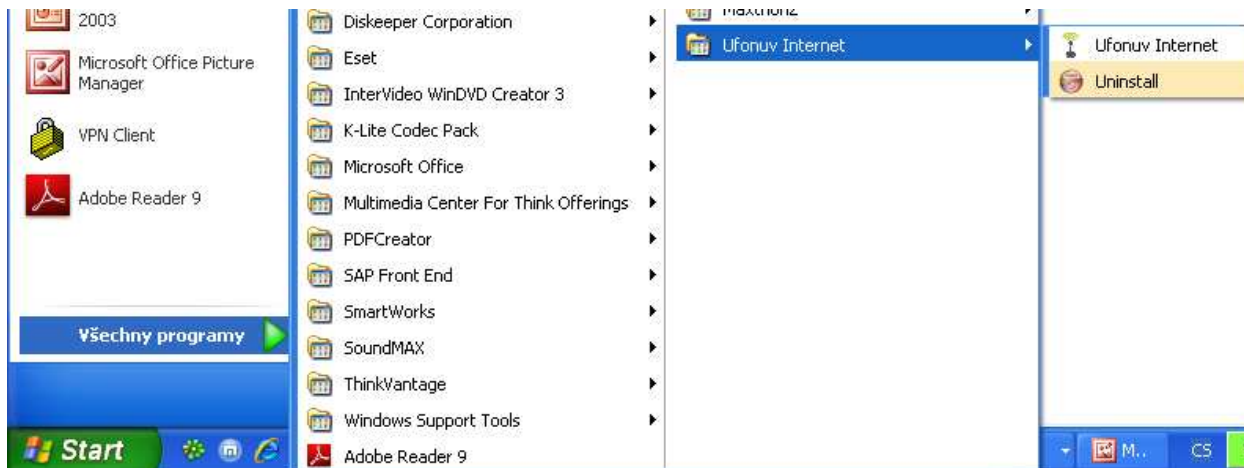 2003
Microsoft Office Picture
Manager
VPN Client
Adobe Reader 9
Všechny programy
Start
Diskeeper Corporation
Eset
InterVideo WinDVD Creator 3
K-Lite Codec Pack
Microsoft Office
Multimedia Center For Think Offerings
PDFCreator
SAP Front End
SmartWorks
SoundMAX
ThinkVantage
Windows Support Tools
Adobe Reader 9
Maxthon2
Ufonuv Internet
Ufonuv Internet
Uninstall
M..
CS